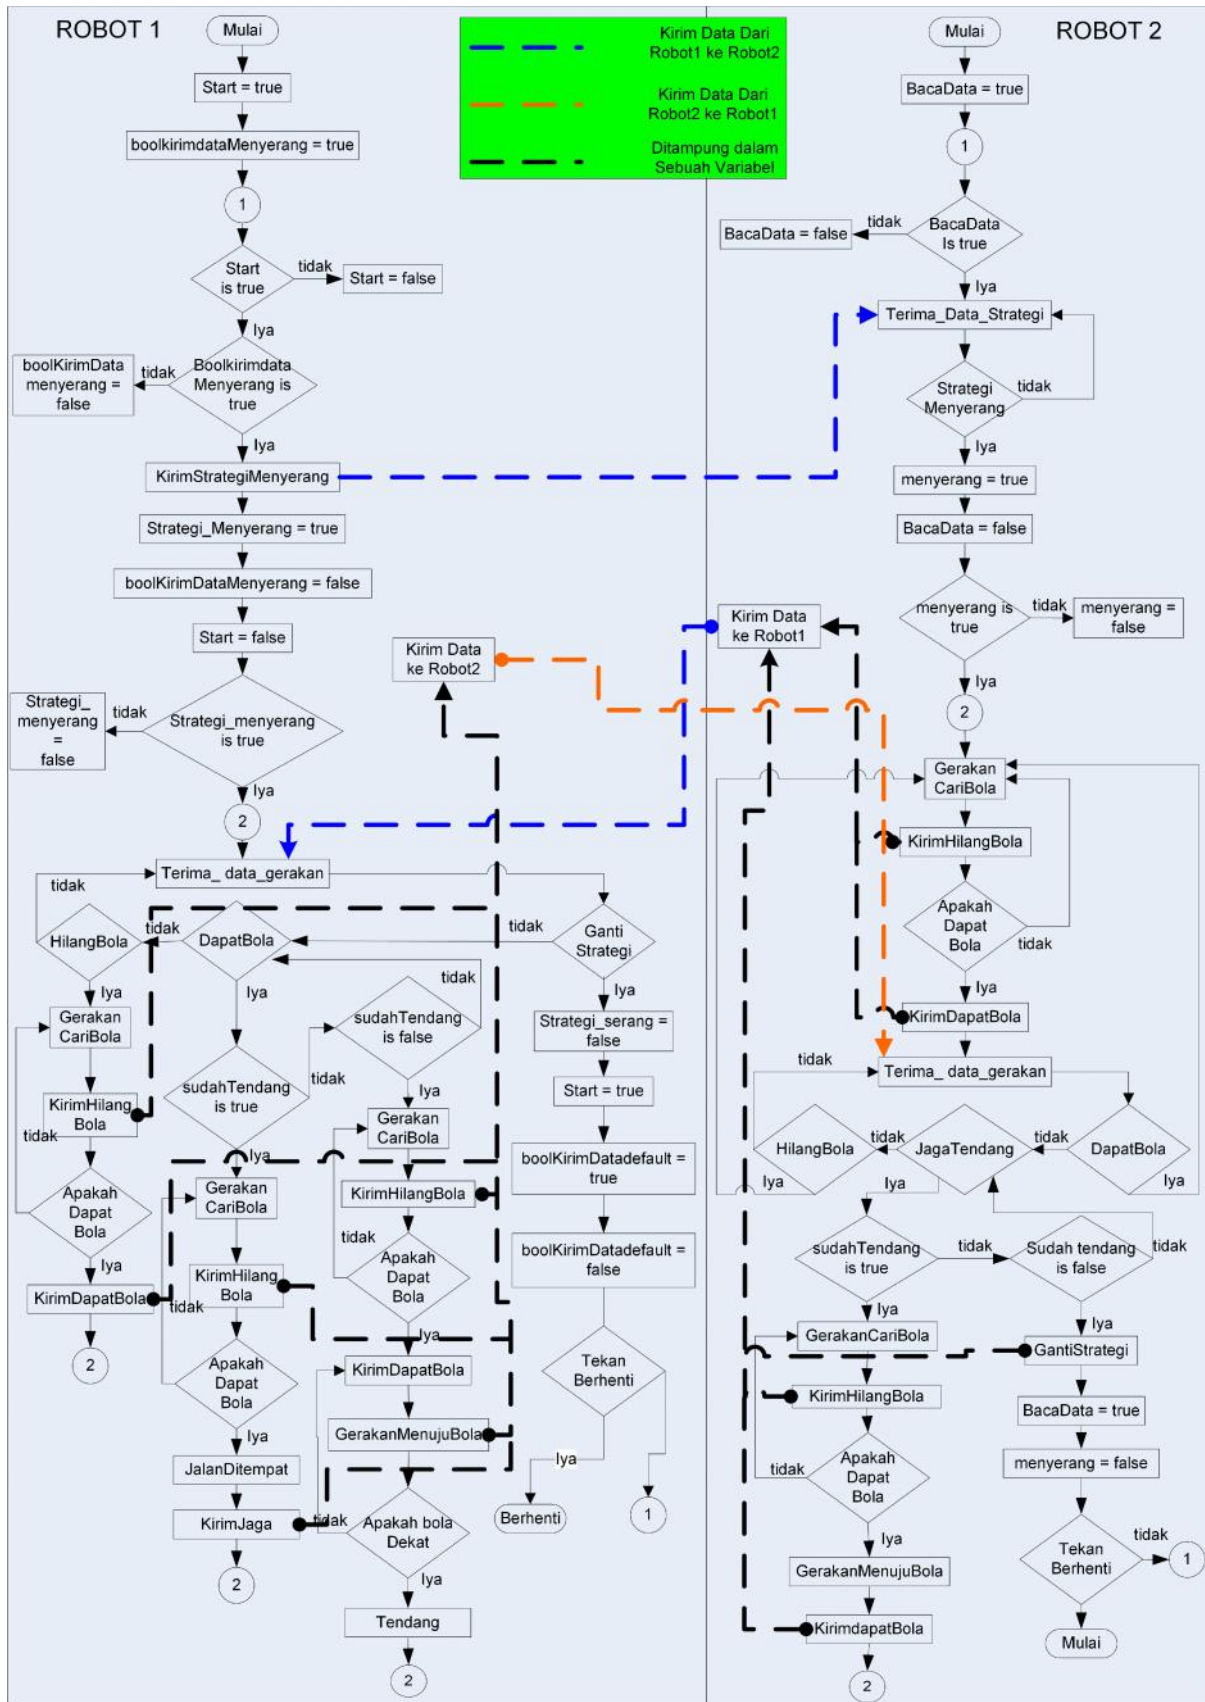 ROBOT 1
Mulai
Start = true
boolkirimdataMenyerang = true
1
Start
is true
tidak
Start = false
Iya
Boolkirimdata
Menyerang is
true
tidak
boolKirimData
menyerang =
false
Iya
KirimStrategiMenyerang
Strategi_Menyerang = true
boolKirimDataMenyerang = false
Start = false
Strategi_menyerang
is true
tidak
Strategi_
menyerang
=
false
Iya
2
Terima_ data_gerakan
tidak
HilangBola
tidak
DapatBola
tidak
Ganti
Strategi
Iya
Gerakan
CariBola
KirimHilang
Bola
tidak
Apakah
Dapat
Bola
Iya
KirimDapatBola
2
Iya
sudahTendang
is true
tidak
sudahTendang
is false
tidak
Iya
Gerakan
CariBola
KirimHilang
Bola
tidak
Apakah
Dapat
Bola
Iya
JalanDitempat
KirimJaga
2
Iya
Gerakan
CariBola
KirimHilangBola
tidak
Apakah
Dapat
Bola
Iya
KirimDapatBola
GerakanMenujuBola
tidak
Apakah bola
Dekat
Iya
Tendang
2
Iya
Strategi_serang =
false
Start = true
boolKirimDatadefault =
true
boolKirimDatadefault =
false
Tekan
Berhenti
Iya
Berhenti
1
Kirim Data
ke Robot2
Kirim Data Dari
Robot1 ke Robot2
Kirim Data Dari
Robot2 ke Robot1
Ditampung dalam
Sebuah Variabel
ROBOT 2
Mulai
BacaData = true
1
BacaData
Is true
tidak
BacaData = false
Iya
Terima_Data_Strategi
Strategi
Menyerang
tidak
Iya
menyerang = true
BacaData = false
menyerang is
true
tidak
menyerang =
false
Iya
2
Kirim Data
ke Robot1
Gerakan
CariBola
KirimHilangBola
Apakah
Dapat
Bola
tidak
Iya
KirimDapatBola
Terima_ data_gerakan
tidak
HilangBola
tidak
JagaTendang
tidak
DapatBola
Iya
Iya
Iya
sudahTendang
is true
tidak
Sudah tendang
is false
tidak
Iya
GerakanCariBola
KirimHilangBola
tidak
Apakah
Dapat
Bola
Iya
GerakanMenujuBola
KirimdapatBola
2
Iya
GantiStrategi
BacaData = true
menyerang = false
Tekan
Berhenti
tidak
1
Mulai